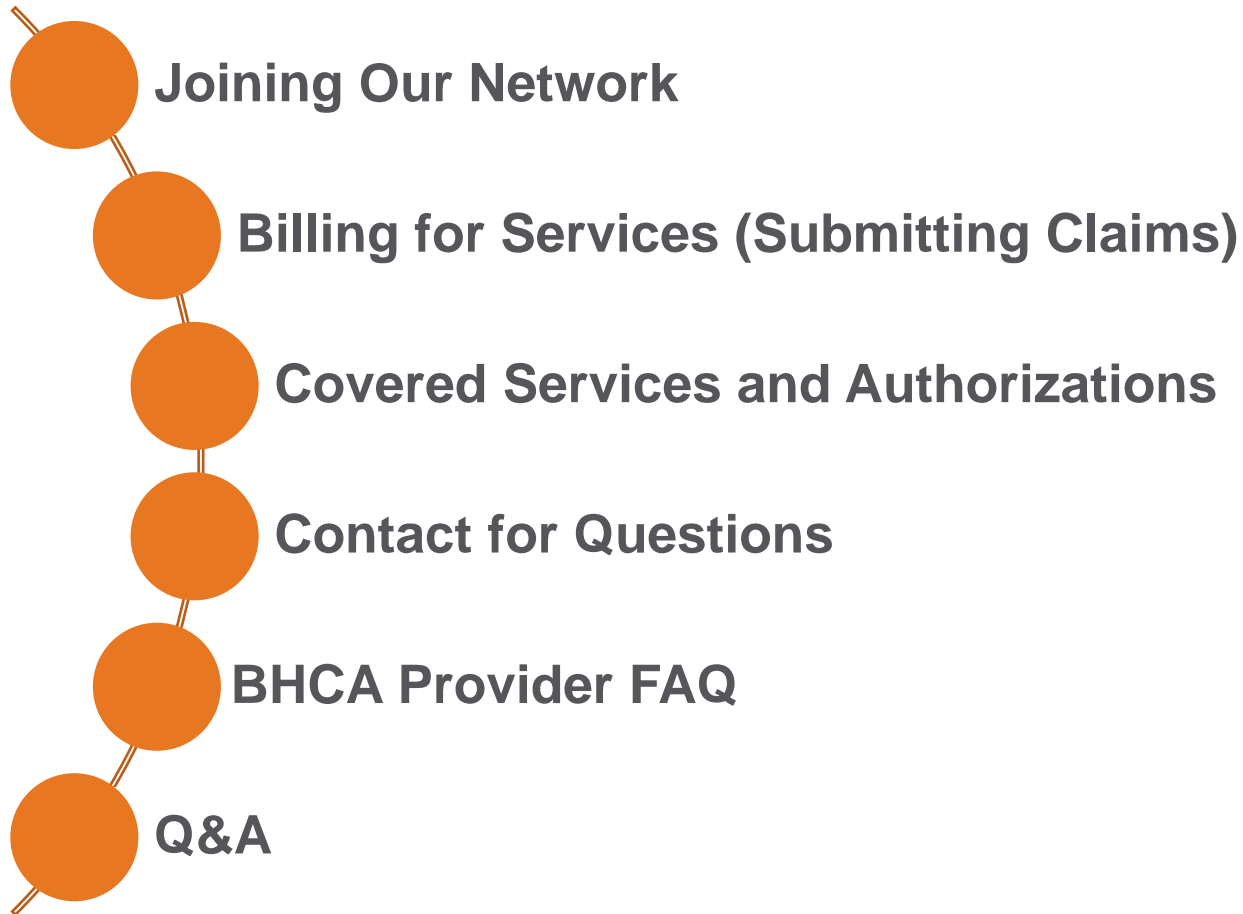 Joining Our Network
Billing for Services (Submitting Claims)
Covered Services and Authorizations
Contact for Questions
BHCA Provider FAQ
Q&A